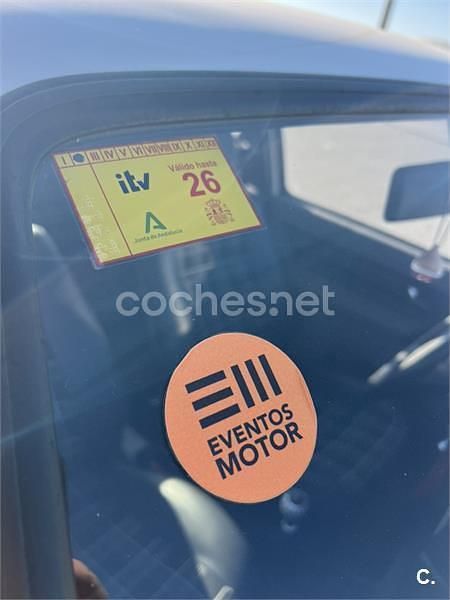 I III IV V VI VII VIII IX X XI XII
Válido hasta
itv 26
Junta de Andalucía
coches.net
EM
EVENTOS
MOTOR
C.